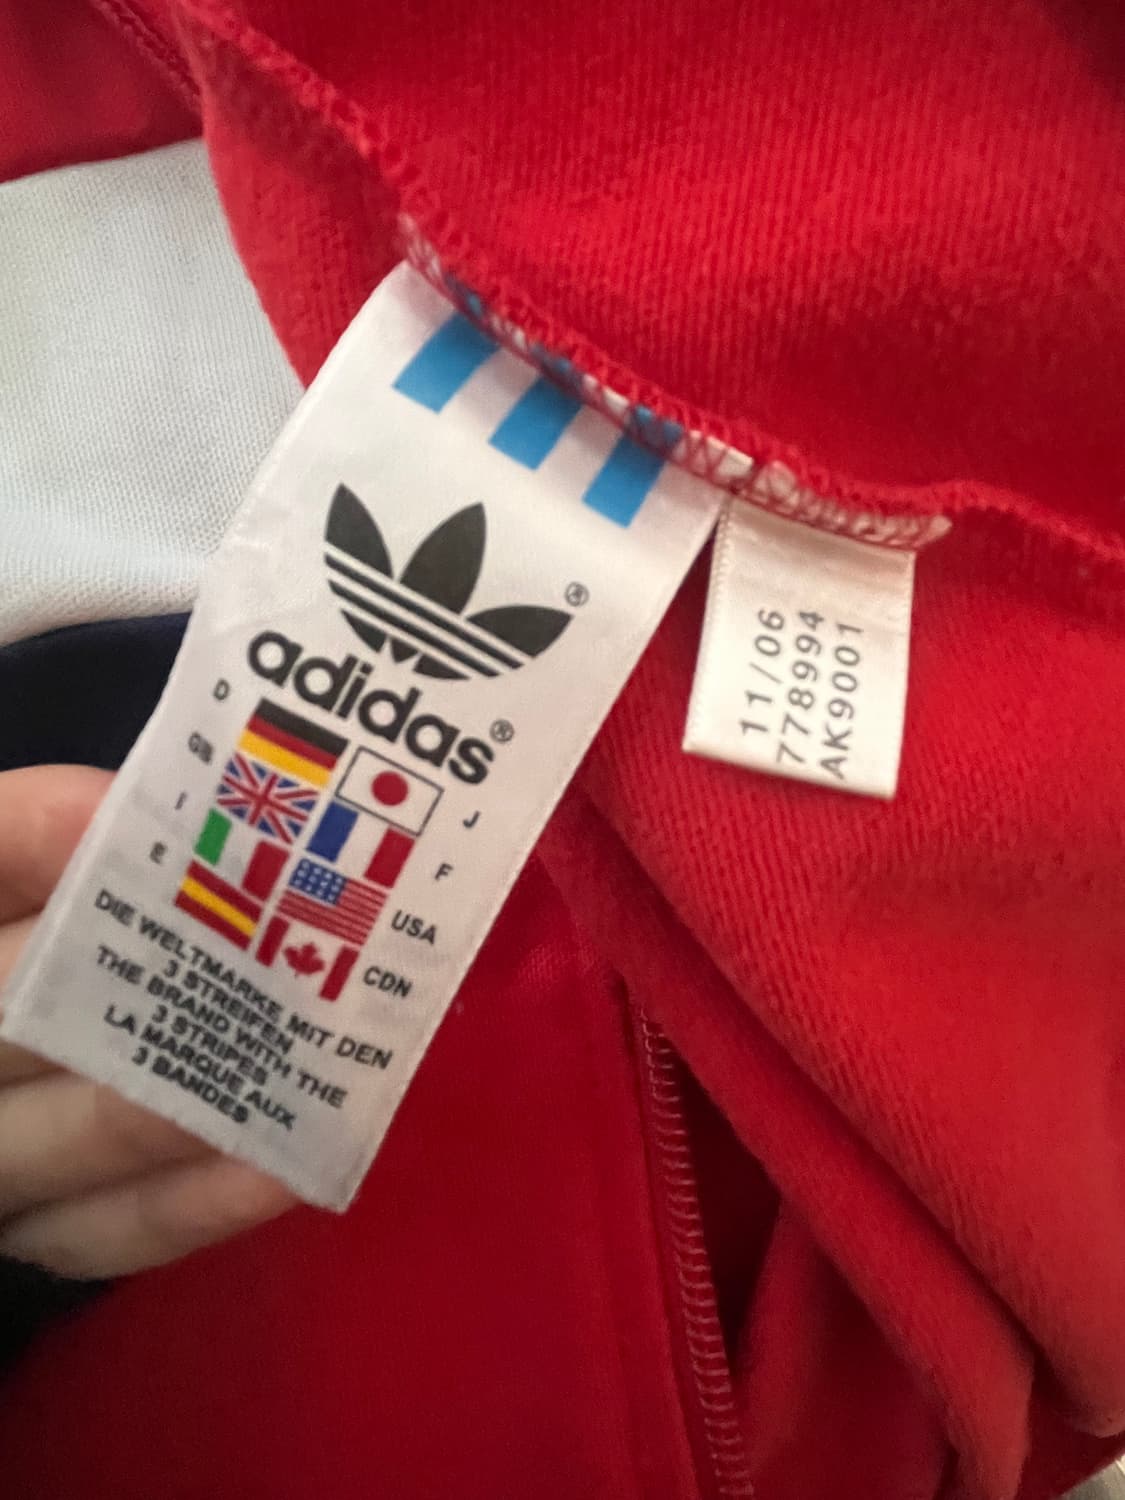 ®
adidas®
D
J
GB
F
I
USA
E
CDN
DIE WELTMARKE MIT DEN
3 STREIFEN
THE BRAND WITH THE
3 STRIPES
LA MARQUE AUX
3 BANDES
11/06
778994
AK9001